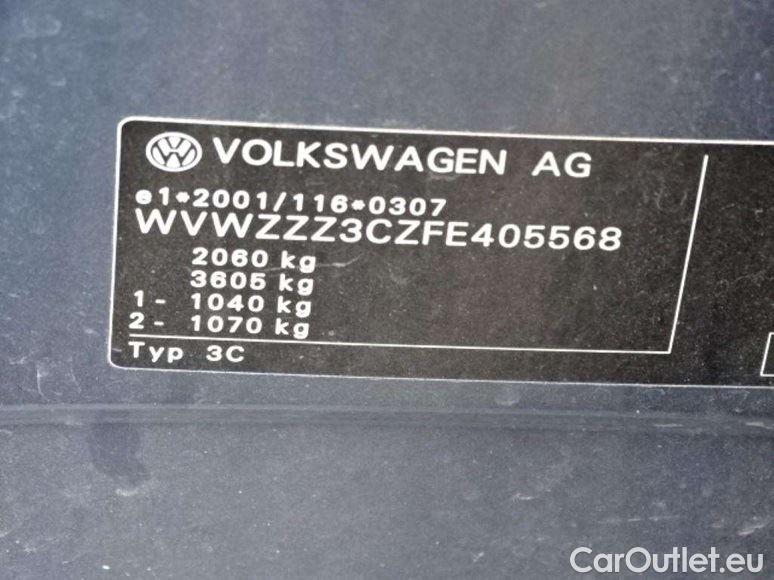 VOLKSWAGEN AG
e1*2001/116*0307
WVWZZZ3CZFE405568
2060 kg
3605 kg
1- 1040 kg
2- 1070 kg
Typ 3C
CarOutlet.eu